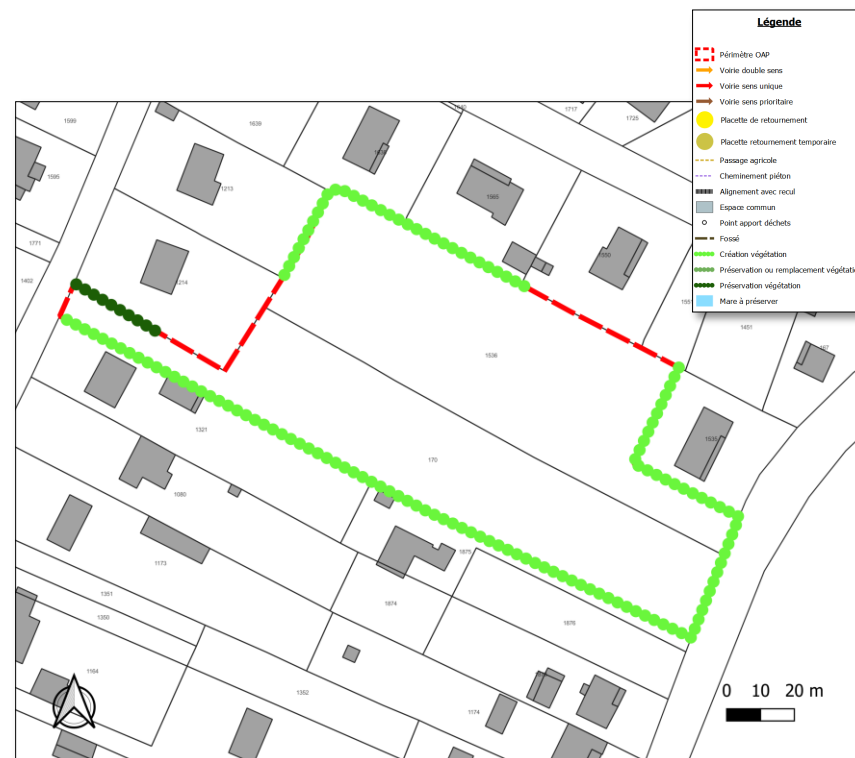 Légende
Périmètre OAP
Voirie double sens
Voirie sens unique
Voirie sens prioritaire
Placette de retournement
Placette retournement temporaire
Passage agricole
Cheminement piéton
Alignement avec recul
Espace commun
Point apport déchets
Fossé
Création végétation
Préservation ou remplacement végétatio
Préservation végétation
Mare à préserver
1599
1639
1717
1725
1595
1213
1565
1771
1550
1402
1214
1451
1536
1535
1321
170
1080
1875
1173
1351
1874
1350
1876
1164
1352
1174
0 10 20 m